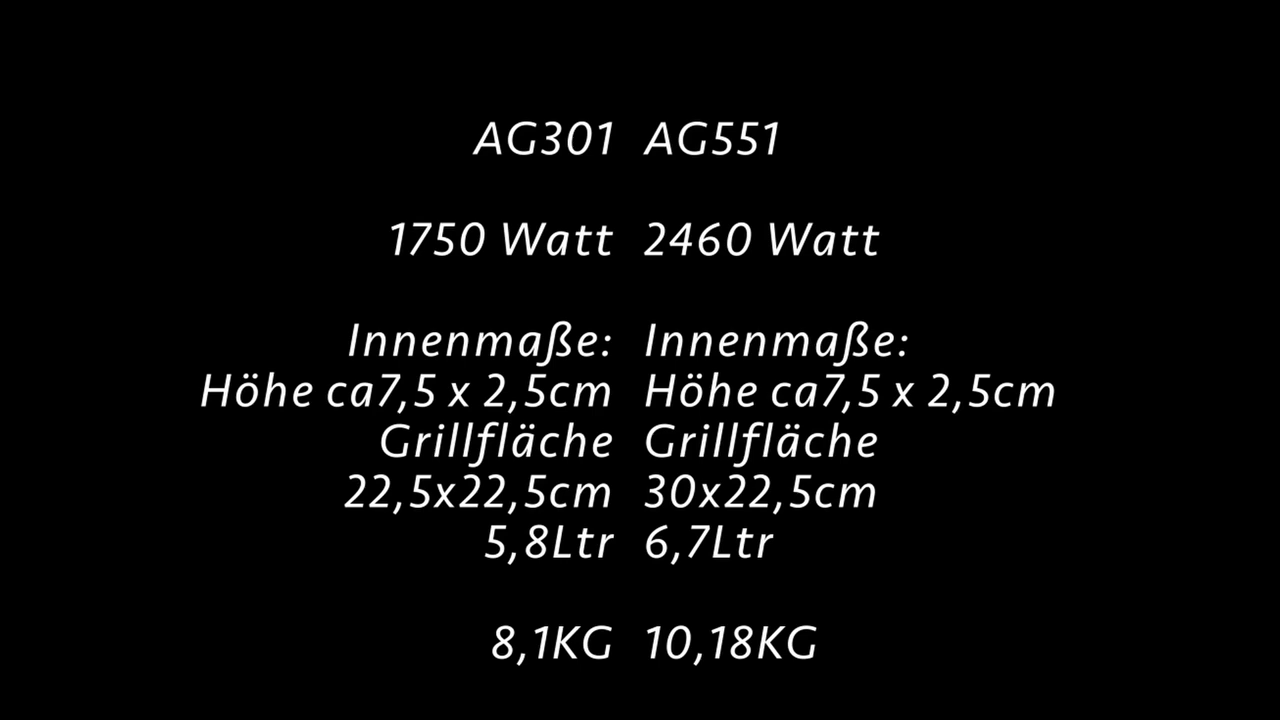 AG301 AG551
1750 Watt 2460 Watt
Innenmaße: Innenmaße:
Höhe ca7,5 x 2,5cm Höhe ca7,5 x 2,5cm
Grillfläche Grillfläche
22,5x22,5cm 30x22,5cm
5,8Ltr 6,7Ltr
8,1KG 10,18KG